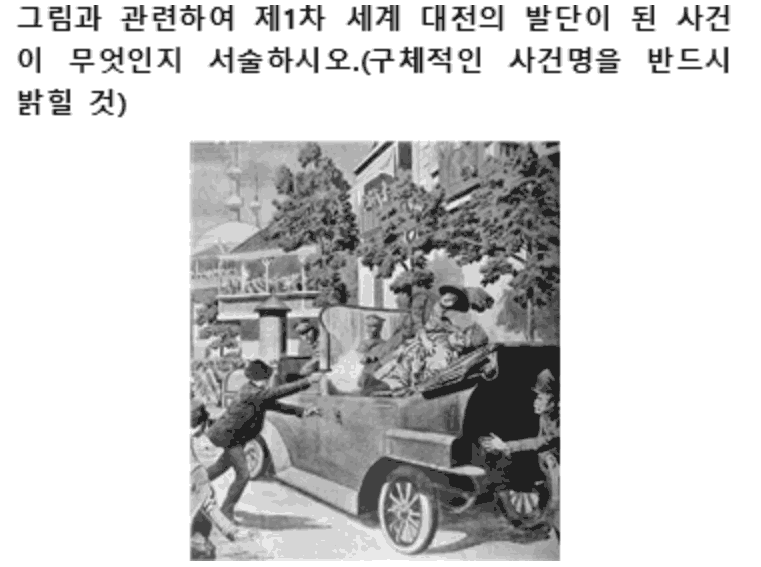 그림과 관련하여 제1차 세계 대전의 발단이 된 사건
이 무엇인지 서술하시오.(구체적인 사건명을 반드시
밝힐 것)